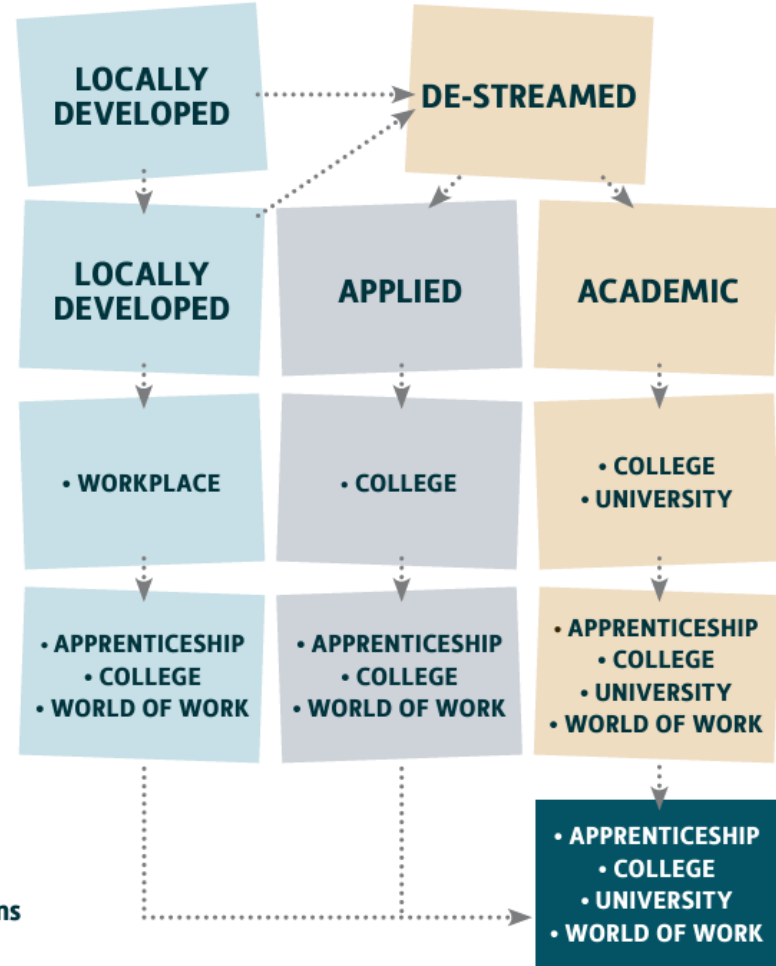 LOCALLY
DEVELOPED
DE-STREAMED
LOCALLY
DEVELOPED
APPLIED
ACADEMIC
• WORKPLACE
• COLLEGE
• COLLEGE
• UNIVERSITY
• APPRENTICESHIP
• COLLEGE
• WORLD OF WORK
• APPRENTICESHIP
• COLLEGE
• WORLD OF WORK
• APPRENTICESHIP
• COLLEGE
• UNIVERSITY
• WORLD OF WORK
• APPRENTICESHIP
• COLLEGE
• UNIVERSITY
• WORLD OF WORK